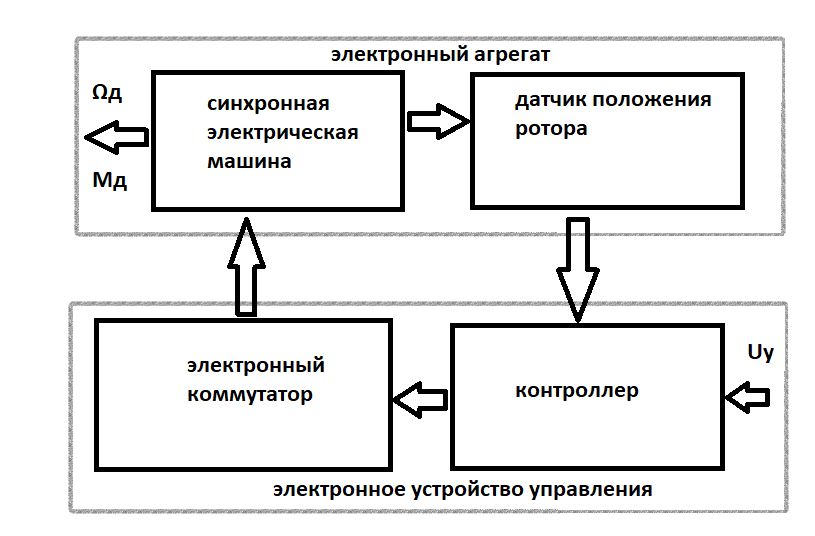 электронный агрегат
Ωд
Мд
синхронная
электрическая
машина
датчик положения
ротора
электронный
коммутатор
контроллер
Uу
электронное устройство управления